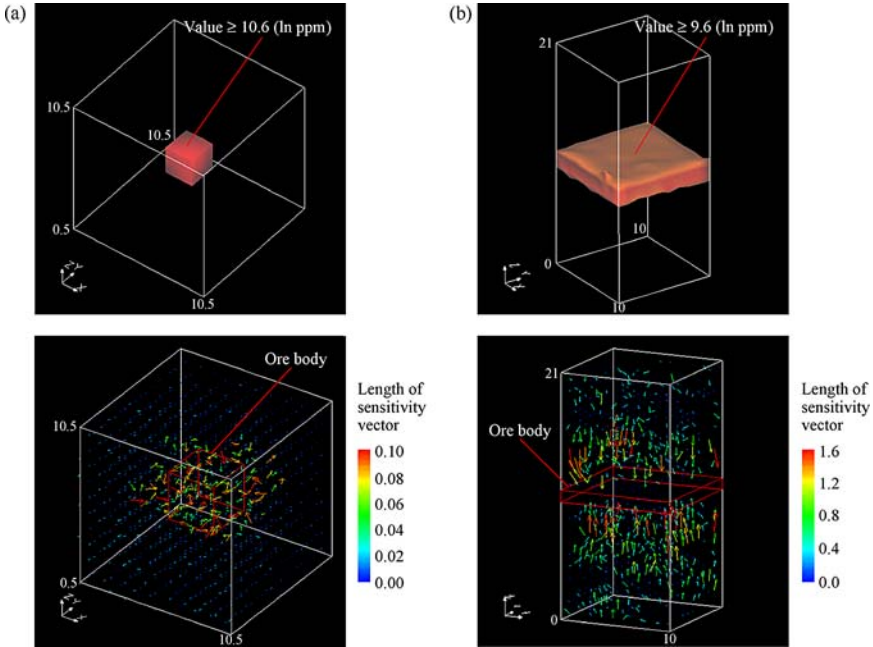 (a)
Value ≥ 10.6 (ln ppm)
10.5
10.5
0.5
10.5
Z
Y
X
(b)
Value ≥ 9.6 (ln ppm)
21
10
0
10
Ore body
10.5
0.5
10.5
Z
Y
X
Length of
sensitivity
vector
0.10
0.08
0.06
0.04
0.02
0.00
21
Ore body
0
10
Length of
sensitivity
vector
1.6
1.2
0.8
0.4
0.0